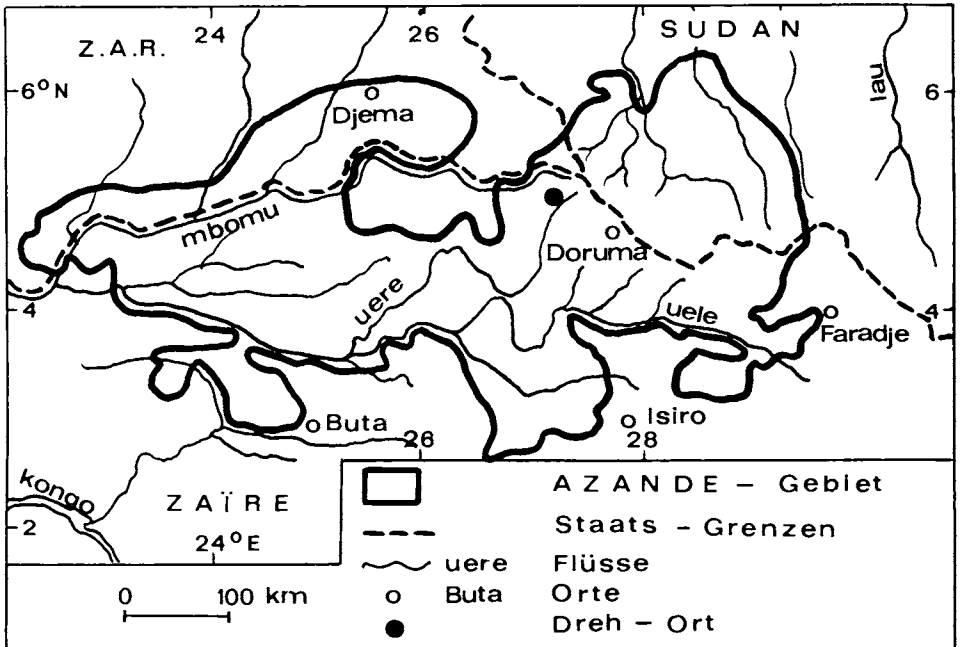 24
26
SUDAN
Z.A.R.
6°N
6
lau
Djema
mbomu
Doruma
uere
uele
4
4
Faradje
Buta
Isiro
26
28
kongo
ZAÏRE
2
24°E
AZANDE – Gebiet
Staats – Grenzen
uere Flüsse
Buta Orte
Dreh – Ort
0 100 km